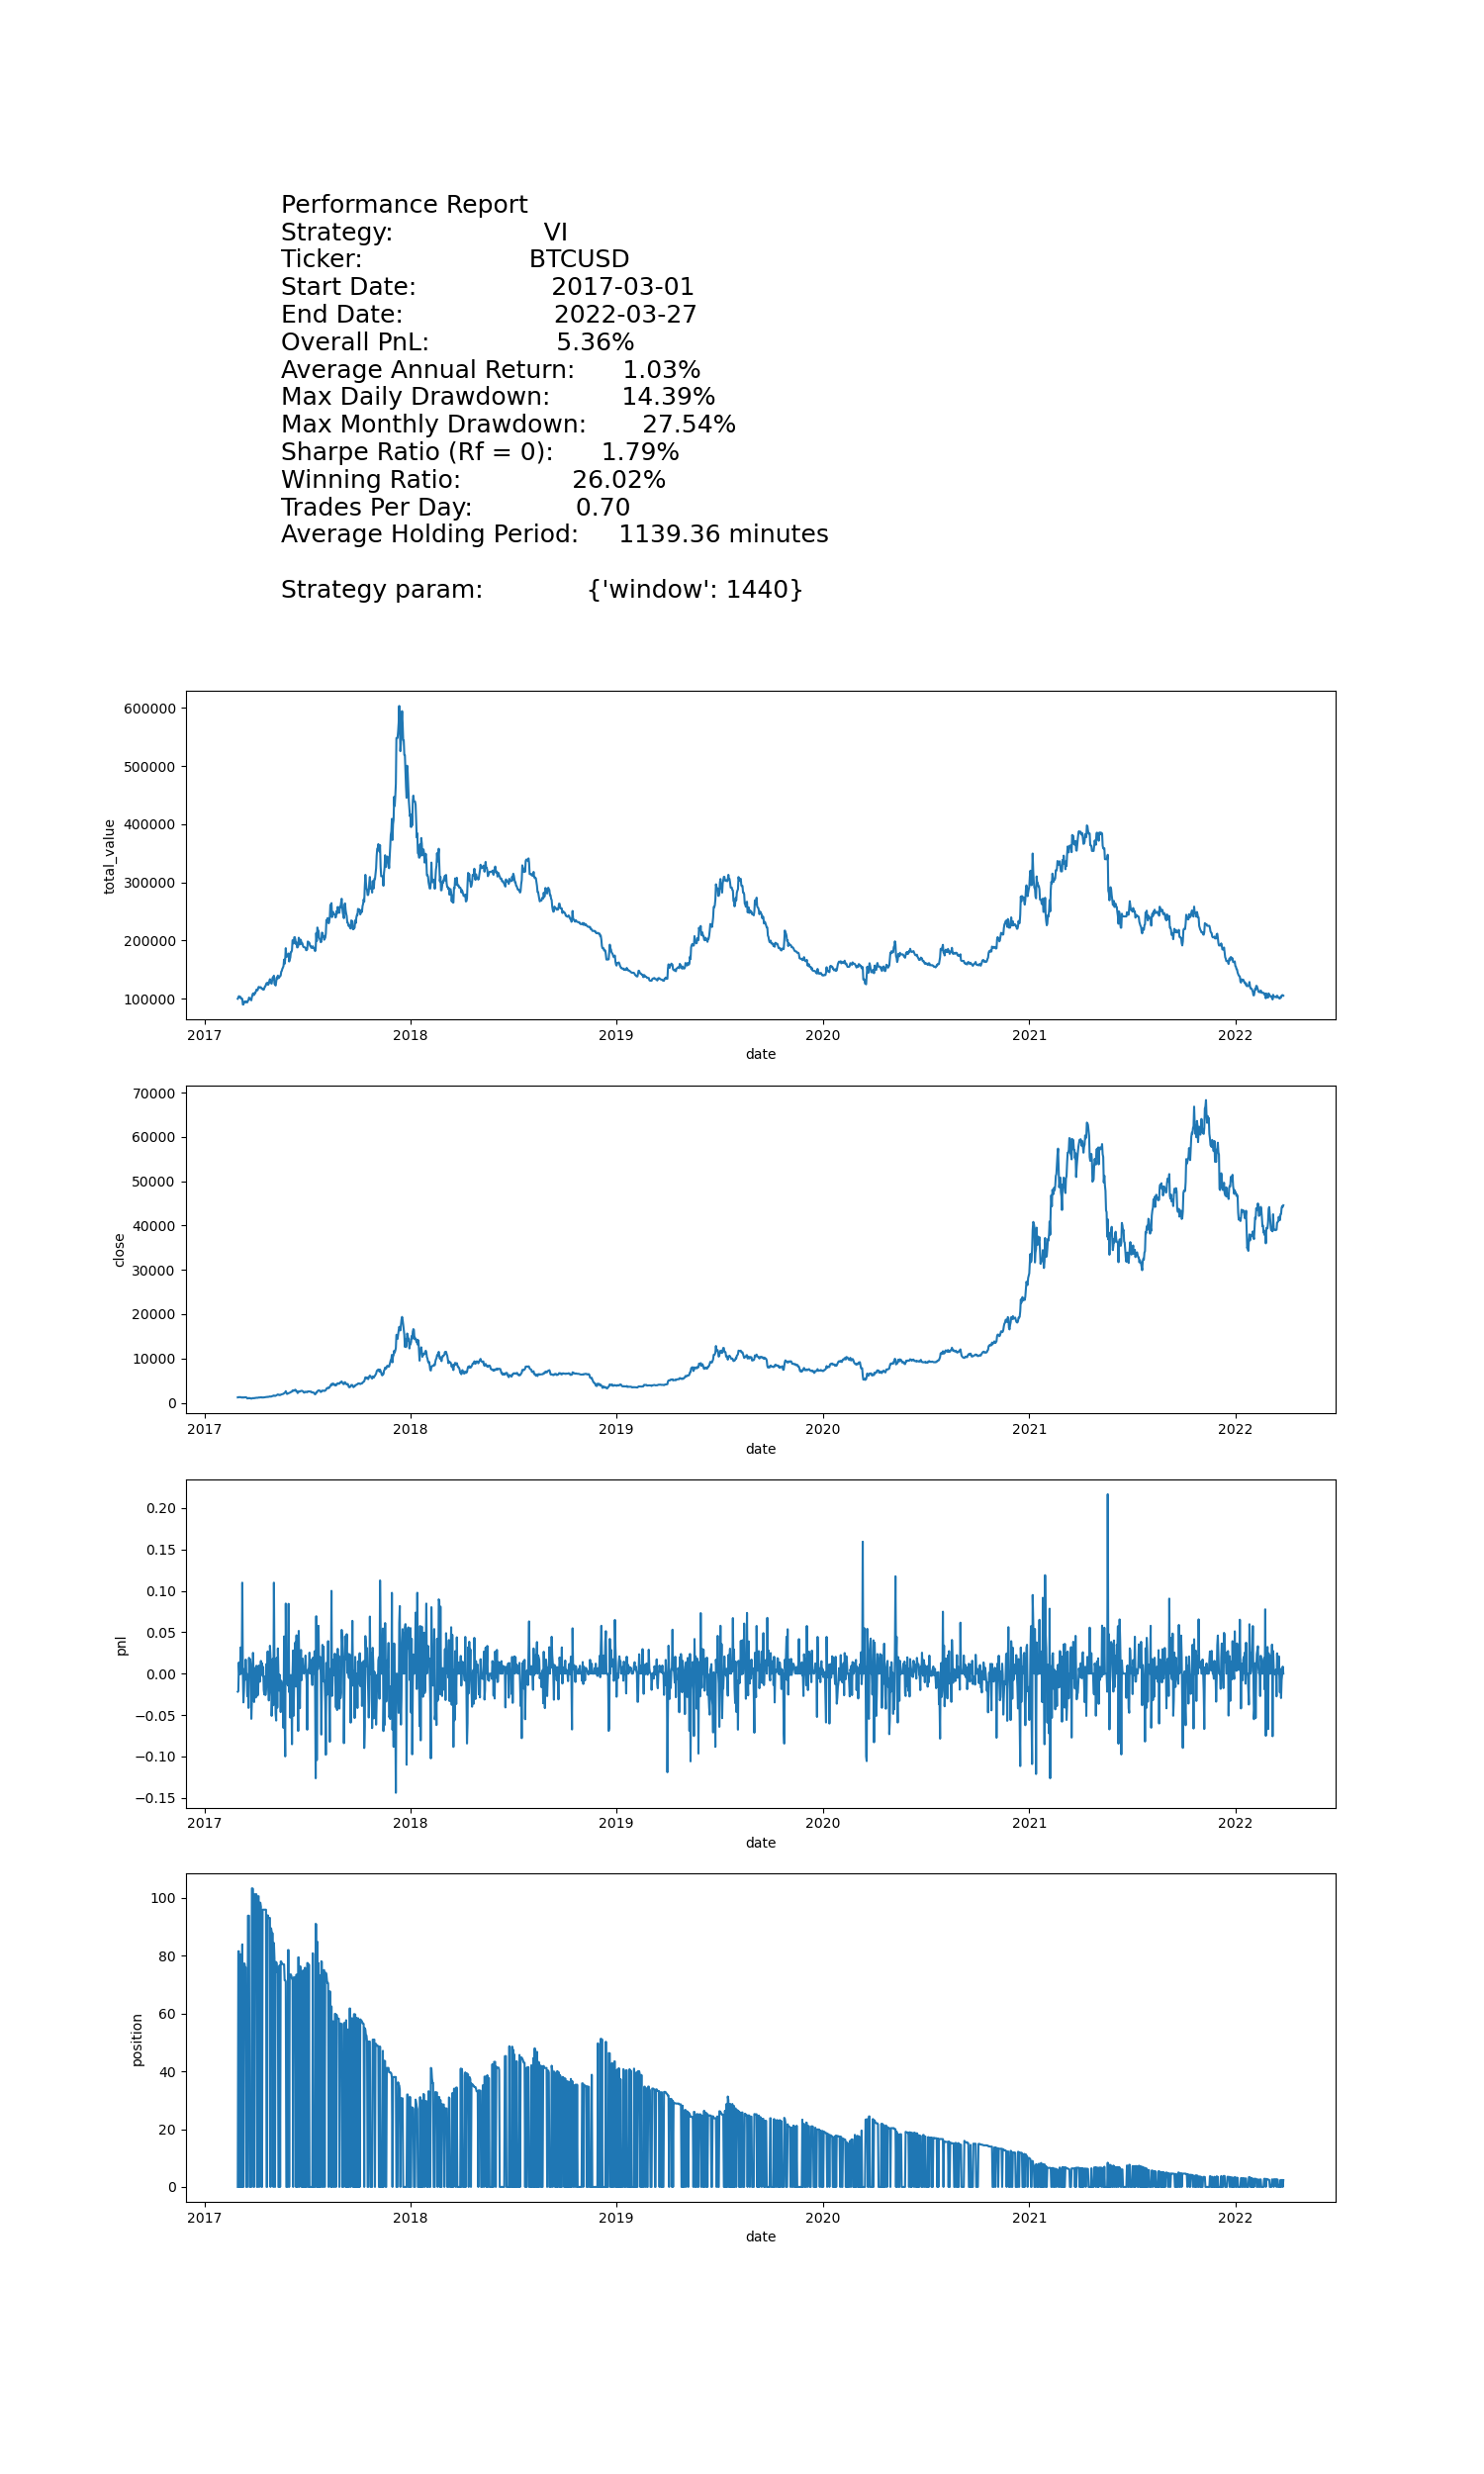 Performance Report
Strategy: VI
Ticker: BTCUSD
Start Date: 2017-03-01
End Date: 2022-03-27
Overall PnL: 5.36%
Average Annual Return: 1.03%
Max Daily Drawdown: 14.39%
Max Monthly Drawdown: 27.54%
Sharpe Ratio (Rf = 0): 1.79%
Winning Ratio: 26.02%
Trades Per Day: 0.70
Average Holding Period: 1139.36 minutes
Strategy param: {'window': 1440}
600000
500000
400000
300000
200000
100000
total_value
2017 2018 2019 2020 2021 2022
date
70000
60000
50000
40000
30000
20000
10000
0
close
2017 2018 2019 2020 2021 2022
date
0.20
0.15
0.10
0.05
0.00
−0.05
−0.10
−0.15
pnl
2017 2018 2019 2020 2021 2022
date
100
80
60
40
20
0
position
2017 2018 2019 2020 2021 2022
date